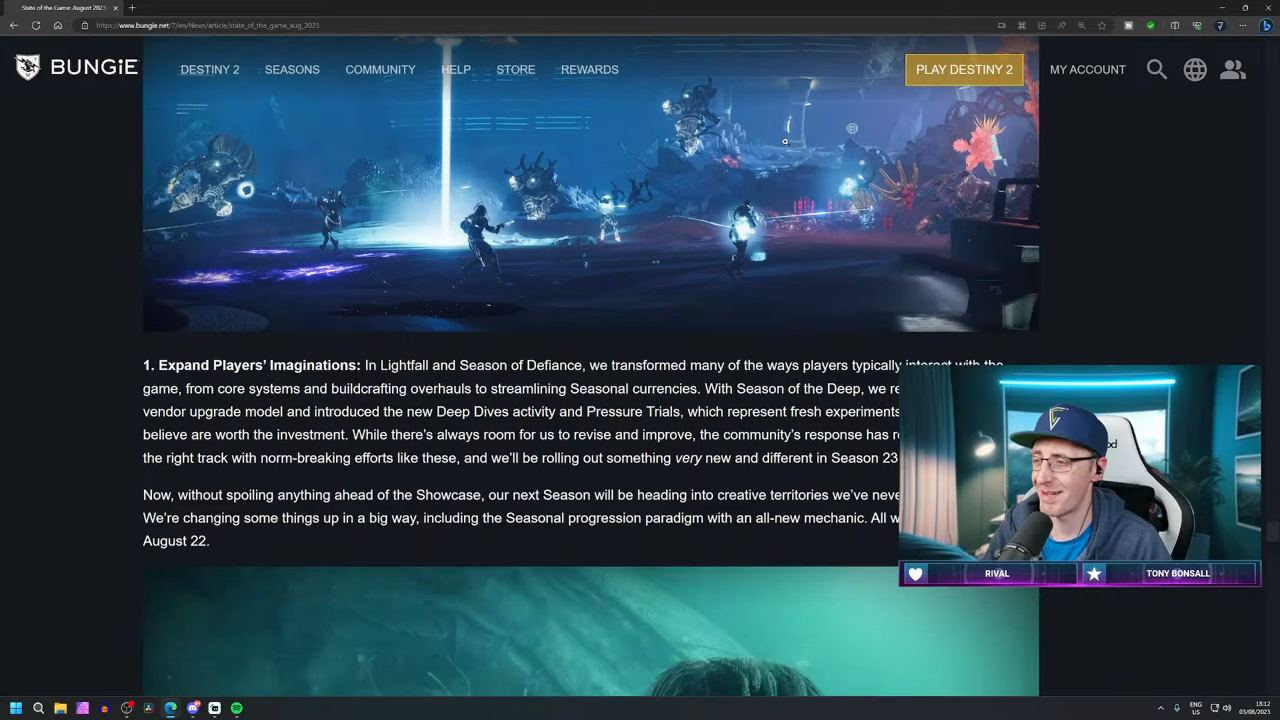 State of the Game: August 2023
https://www.bungie.net/7/en/News/article/state_of_the_game_aug_2023
BUNGiE
DESTINY 2
SEASONS
COMMUNITY
HELP
STORE
REWARDS
PLAY DESTINY 2
MY ACCOUNT
1. Expand Players' Imaginations: In Lightfall and Season of Defiance, we transformed many of the ways players typically interact with the
game, from core systems and buildcrafting overhauls to streamlining Seasonal currencies. With Season of the Deep, we re
vendor upgrade model and introduced the new Deep Dives activity and Pressure Trials, which represent fresh experiments
believe are worth the investment. While there's always room for us to revise and improve, the community's response has r
the right track with norm-breaking efforts like these, and we'll be rolling out something very new and different in Season 23
Now, without spoiling anything ahead of the Showcase, our next Season will be heading into creative territories we've neve
We're changing some things up in a big way, including the Seasonal progression paradigm with an all-new mechanic. All w
August 22.
RIVAL
TONY BONSALL
ENG
US
18:12
03/08/2023